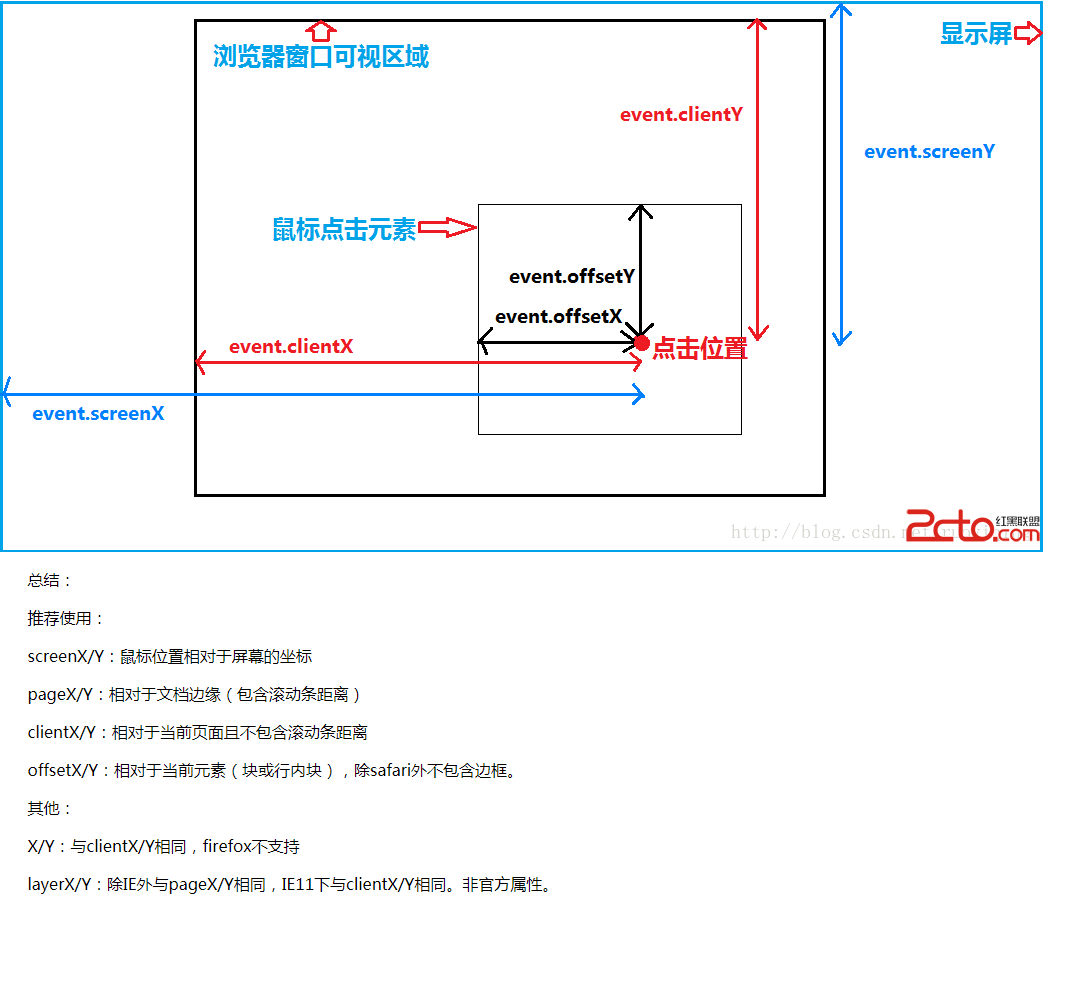 显示屏
浏览器窗口可视区域
event.clientY
event.screenY
鼠标点击元素
event.offsetY
event.offsetX
event.clientX
点击位置
event.screenX
http://blog.csdn.net
2cto.com
红黑联盟
总结：
推荐使用：
screenX/Y：鼠标位置相对于屏幕的坐标
pageX/Y：相对于文档边缘（包含滚动条距离）
clientX/Y：相对于当前页面且不包含滚动条距离
offsetX/Y：相对于当前元素（块或行内块），除safari外不包含边框。
其他：
X/Y：与clientX/Y相同，firefox不支持
layerX/Y：除IE外与pageX/Y相同，IE11下与clientX/Y相同。非官方属性。